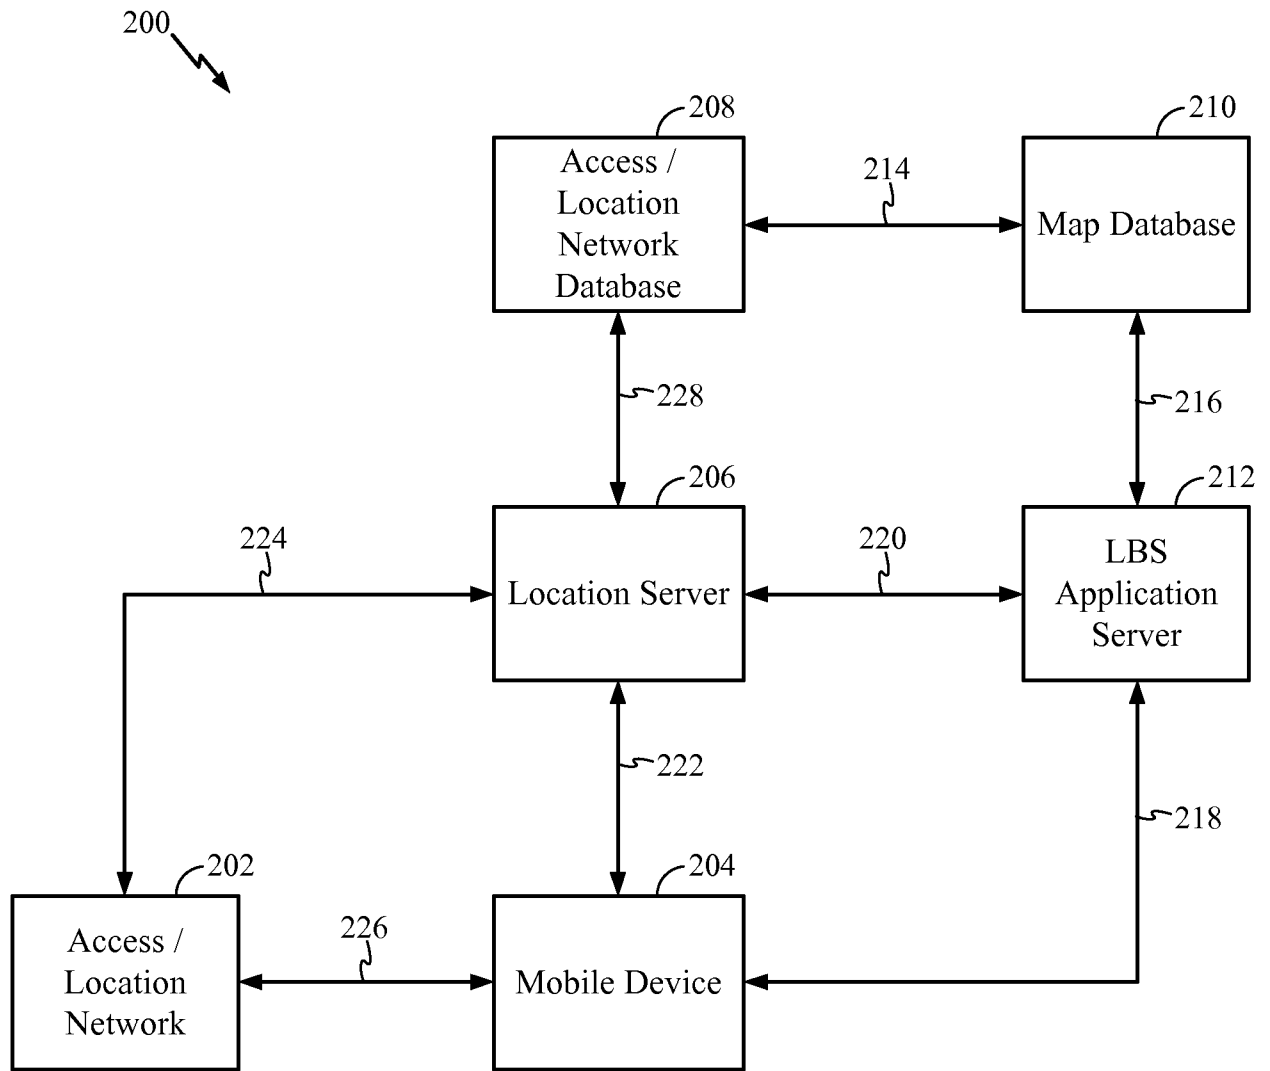 200
208
210
Access /
Location
Network
Database
214
Map Database
228
216
206
212
224
220
Location Server
LBS
Application
Server
222
218
202
204
226
Access /
Location
Network
Mobile Device